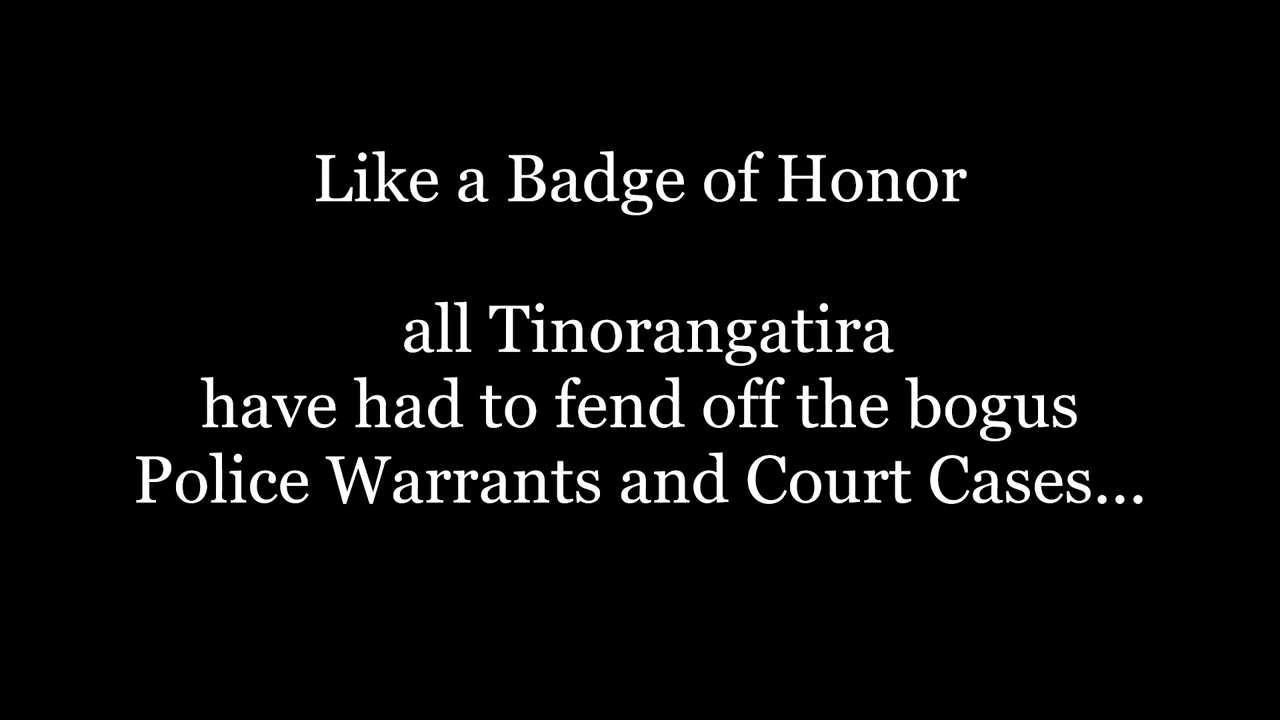 Like a Badge of Honor
all Tinorangatira
have had to fend off the bogus
Police Warrants and Court Cases...